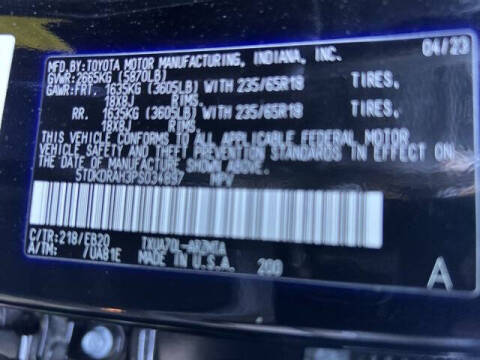 MFD.BY:TOYOTA MOTOR MANUFACTURING, INDIANA, INC. 04/23
GVWR:2665KG (5870LB)
GAWR:FRT. 1635KG (3605LB) WITH 235/65R18 TIRES,
18X8J RIMS.
RR. 1635KG (3605LB) WITH 235/65R18 TIRES,
18X8J RIMS.
THIS VEHICLE CONFORMS TO ALL APPLICABLE FEDERAL MOTOR
VEHICLE SAFETY AND THEFT PREVENTION STANDARDS IN EFFECT ON
THE DATE OF MANUFACTURE SHOWN ABOVE.
5TDKDRAH3PS034897 MPV
C/TR:218/EB20 TXUA70L-ARZMTA
A/TM: /UA81E MADE IN U.S.A. 200 A